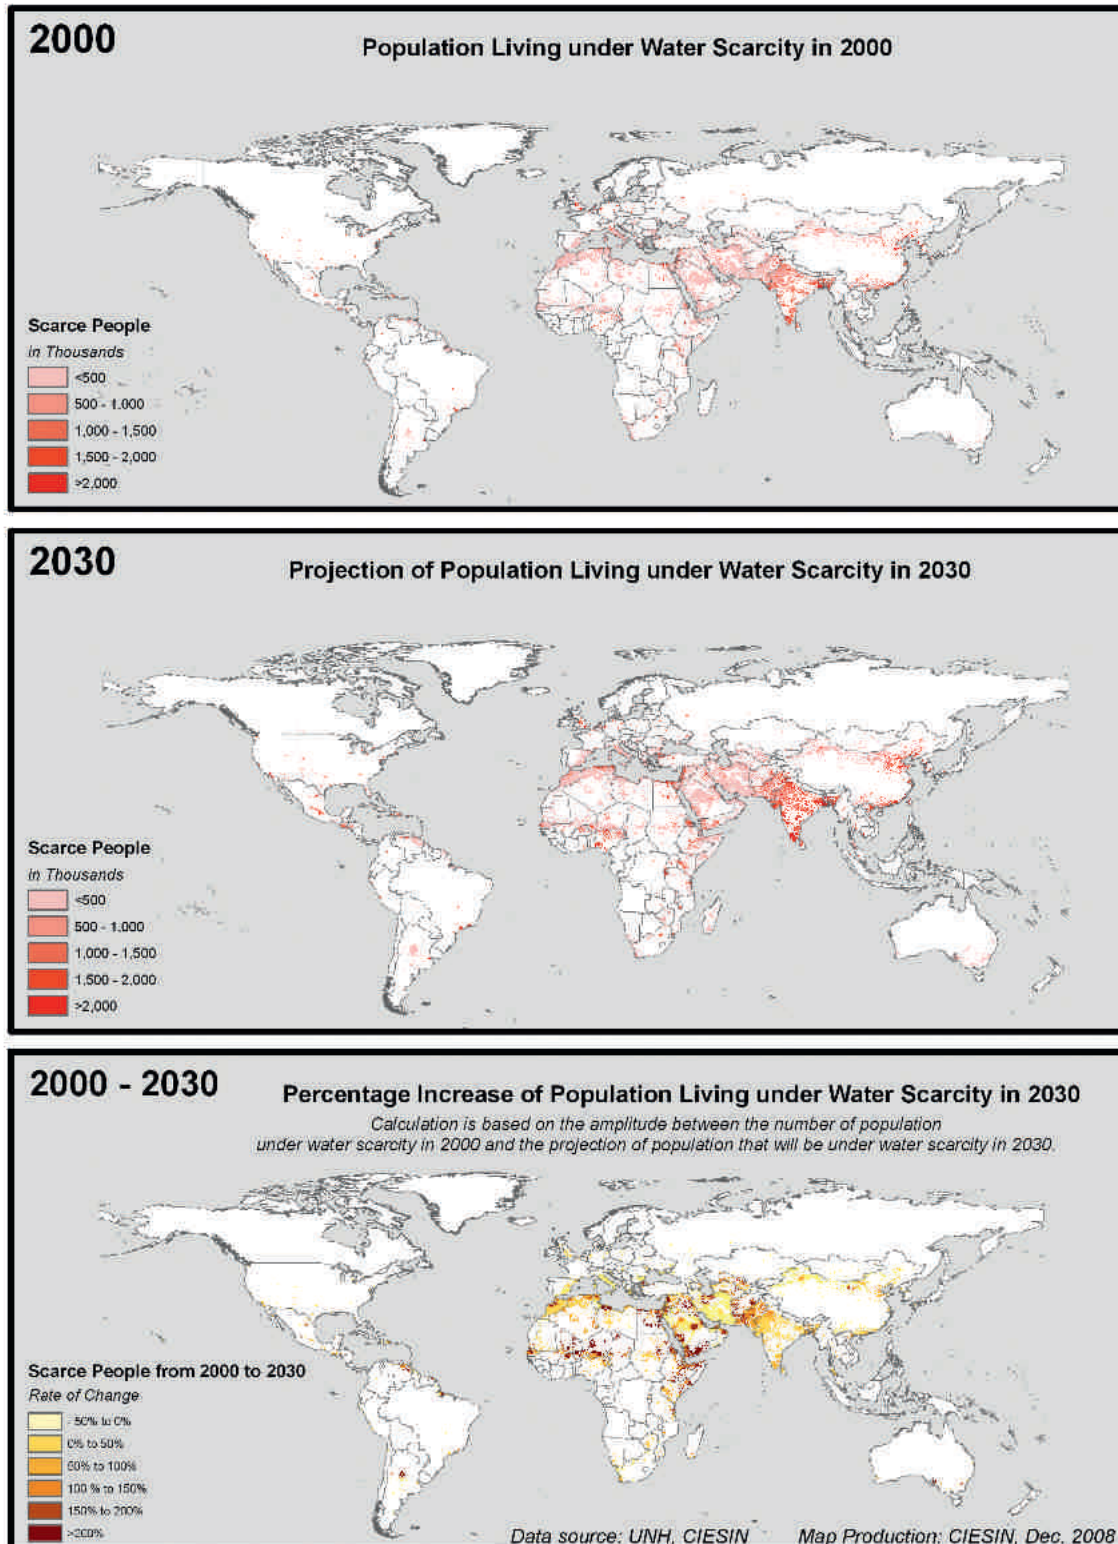 2000
Population Living under Water Scarcity in 2000
Scarce People
in Thousands
<500
500 - 1.000
1,000 - 1,500
1,500 - 2,000
>2,000
2030
Projection of Population Living under Water Scarcity in 2030
Scarce People
in Thousands
<500
500 - 1.000
1,000 - 1,500
1,500 - 2,000
>2,000
2000 - 2030
Percentage Increase of Population Living under Water Scarcity in 2030
Calculation is based on the amplitude between the number of population
under water scarcity in 2000 and the projection of population that will be under water scarcity in 2030.
Scarce People from 2000 to 2030
Rate of Change
- 50% to 0%
0% to 50%
50% to 100%
100 % to 150%
150% to 200%
>200%
Data source: UNH, CIESIN Map Production: CIESIN, Dec, 2008